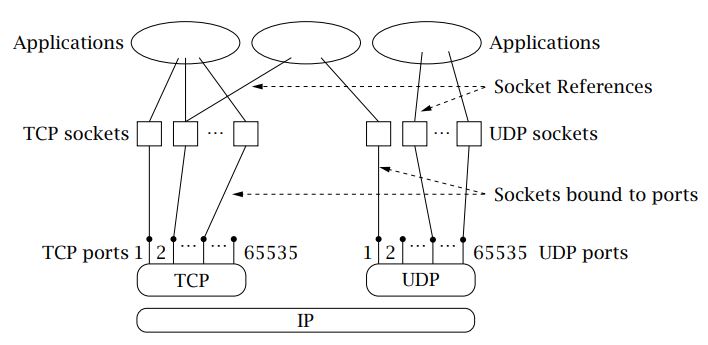 Applications Applications
Socket References
TCP sockets ... ... UDP sockets
Sockets bound to ports
TCP ports 1 2 ... ... 65535 1 2 ... ... 65535 UDP ports
TCP UDP
IP